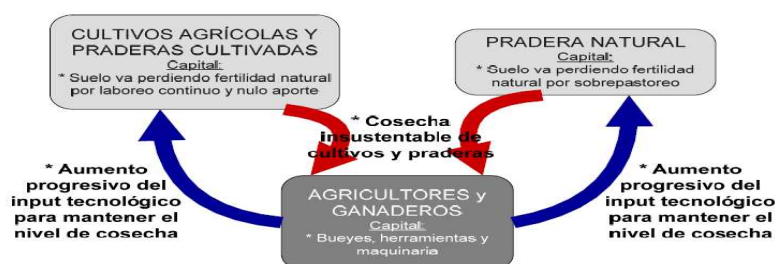 CULTIVOS AGRÍCOLAS Y
PRADERAS CULTIVADAS
Capital:
* Suelo va perdiendo fertilidad natural
por laboreo continuo y nulo aporte
PRADERA NATURAL
Capital:
* Suelo va perdiendo fertilidad
natural por sobrepastoreo
* Cosecha
insustentable de
cultivos y praderas
* Aumento
progresivo del
input tecnológico
para mantener el
nivel de cosecha
AGRICULTORES y
GANADEROS
Capital:
* Bueyes, herramientas y
maquinaria
* Aumento
progresivo del
input tecnológico
para mantener el
nivel de cosecha